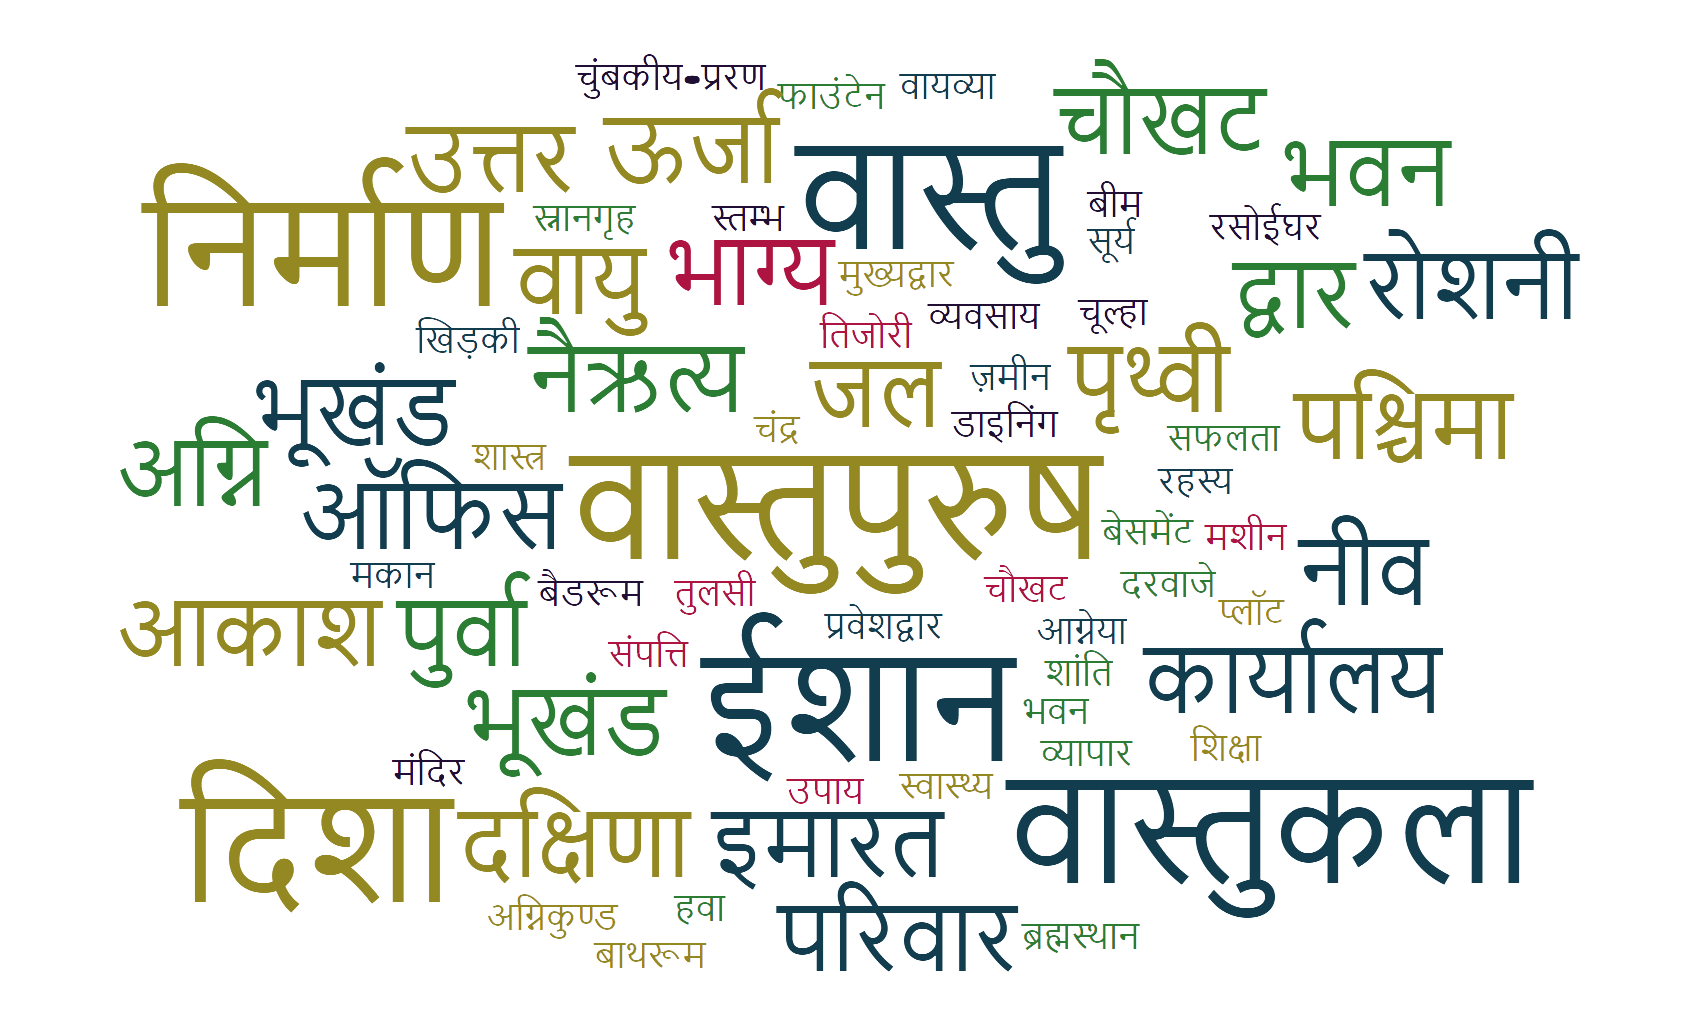 चुंबकीय-प्ररण
फाउंटेन
वायव्या
चौखट
उत्तर
ऊर्जा
वास्तु
भवन
निर्माण
स्नानगृह
स्तम्भ
बीम
सूर्य
रसोईघर
वायु
भाग्य
मुख्यद्वार
द्वार
रोशनी
खिड़की
नैऋत्य
तिजोरी
व्यवसाय
चूल्हा
भूखंड
जल
ज़मीन
पृथ्वी
पश्चिमा
अग्नि
शास्त्र
चंद्र
डाइनिंग
सफलता
रहस्य
ऑफिस
वास्तुपुरुष
बेसमेंट
मशीन
नीव
मकान
बैडरूम
तुलसी
चौखट
दरवाजे
प्लॉट
आकाश
पुर्वा
संपत्ति
प्रवेशद्वार
आग्नेया
शांति
कार्यालय
भूखंड
ईशान
भवन
व्यापार
शिक्षा
मंदिर
उपाय
स्वास्थ्य
दिशा
दक्षिणा
इमारत
वास्तुकला
अग्निकुण्ड
हवा
परिवार
ब्रह्मस्थान
बाथरूम